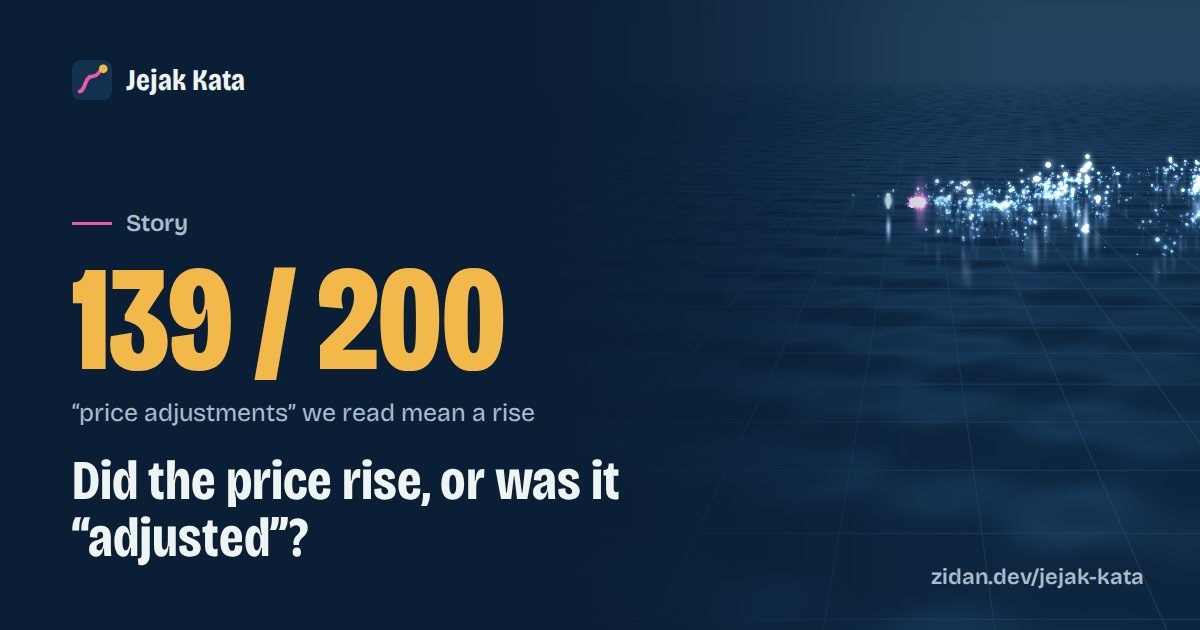 Jejak Kata
Story
139 / 200
“price adjustments” we read mean a rise
Did the price rise, or was it
“adjusted”?
zidan.dev/jejak-kata